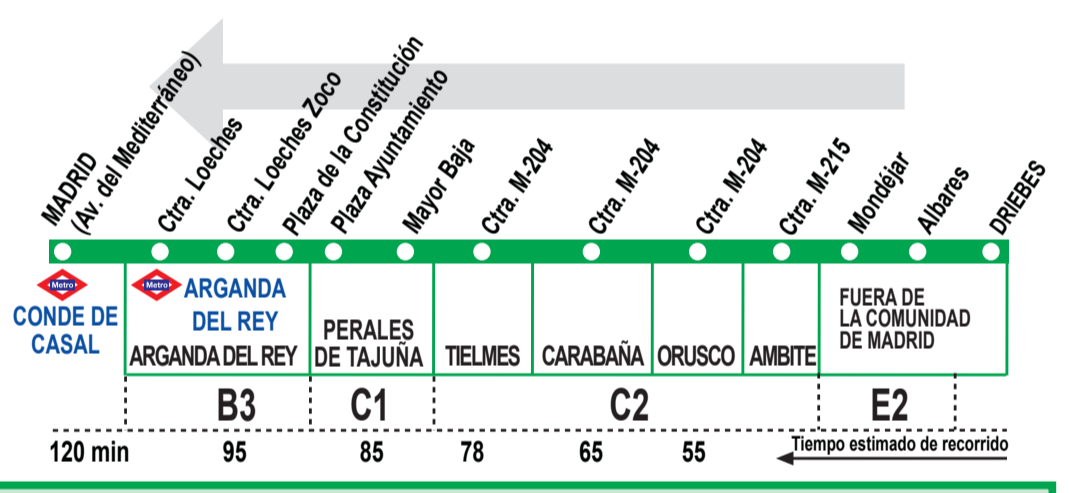 MADRID
(Av. del Mediterráneo)
Ctra. Loeches
Ctra. Loeches Zoco
Plaza de la Constitución
Plaza Ayuntamiento
Mayor Baja
Ctra. M-204
Ctra. M-204
Ctra. M-204
Ctra. M-215
Mondéjar
Albares
DRIEBES
Metro
CONDE DE
CASAL
Metro
ARGANDA
DEL REY
ARGANDA DEL REY
PERALES
DE TAJUÑA
TIELMES
CARABAÑA
ORUSCO
AMBITE
FUERA DE
LA COMUNIDAD
DE MADRID
B3
C1
C2
E2
120 min
95
85
78
65
55
Tiempo estimado de recorrido